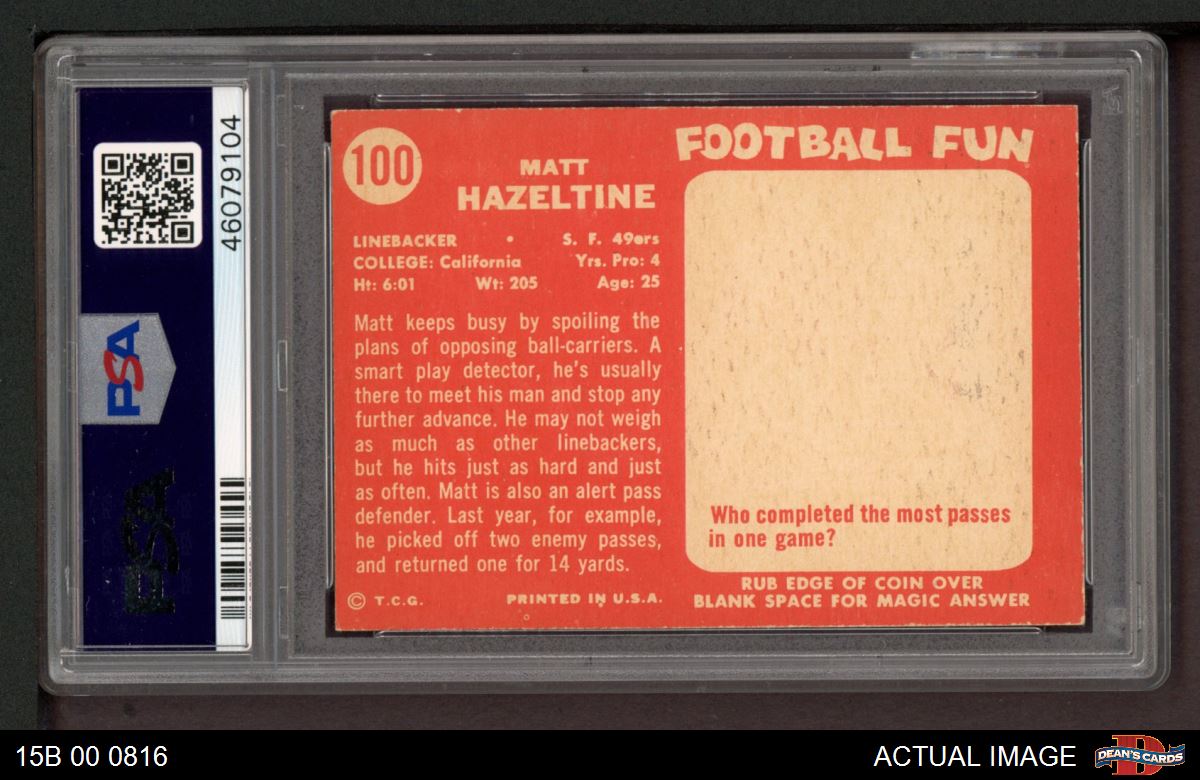 46079104
PSA
PSA
100
MATT
HAZELTINE
LINEBACKER • S. F. 49ers
COLLEGE: California Yrs. Pro: 4
Ht: 6:01 Wt: 205 Age: 25
Matt keeps busy by spoiling the
plans of opposing ball-carriers. A
smart play detector, he's usually
there to meet his man and stop any
further advance. He may not weigh
as much as other linebackers,
but he hits just as hard and just
as often. Matt is also an alert pass
defender. Last year, for example,
he picked off two enemy passes,
and returned one for 14 yards.
© T.C.G. PRINTED IN U.S.A.
FOOTBALL FUN
Who completed the most passes
in one game?
RUB EDGE OF COIN OVER
BLANK SPACE FOR MAGIC ANSWER
15B 00 0816
ACTUAL IMAGE
DEAN'S CARDS